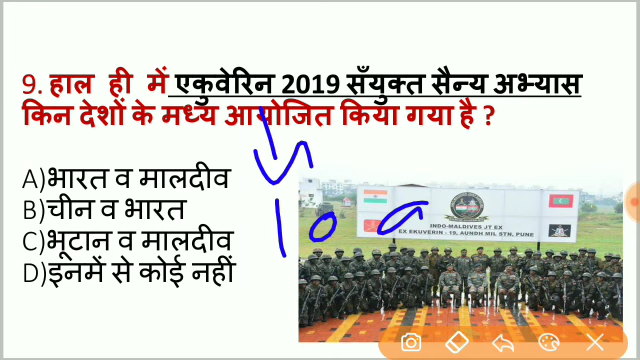 9. हाल ही में एकुवेरिन 2019 सँयुक्त सैन्य अभ्यास
किन देशों के मध्य आयोजित किया गया है ?
A)भारत व मालदीव
B)चीन व भारत
C)भूटान व मालदीव
D)इनमें से कोई नहीं
INDO-MALDIVES JT EX
EX EKUVERIN - 19, AUNDH MIL STN, PUNE